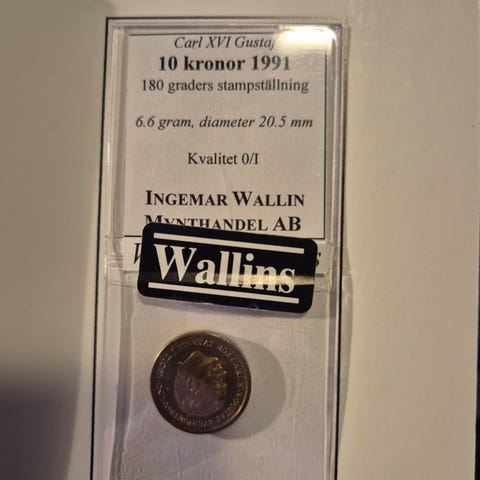 Carl XVI Gustaf
10 kronor 1991
180 graders stampställning
6.6 gram, diameter 20.5 mm
Kvalitet 0/I
INGEMAR WALLIN
MYNTHANDEL AB
Wallins